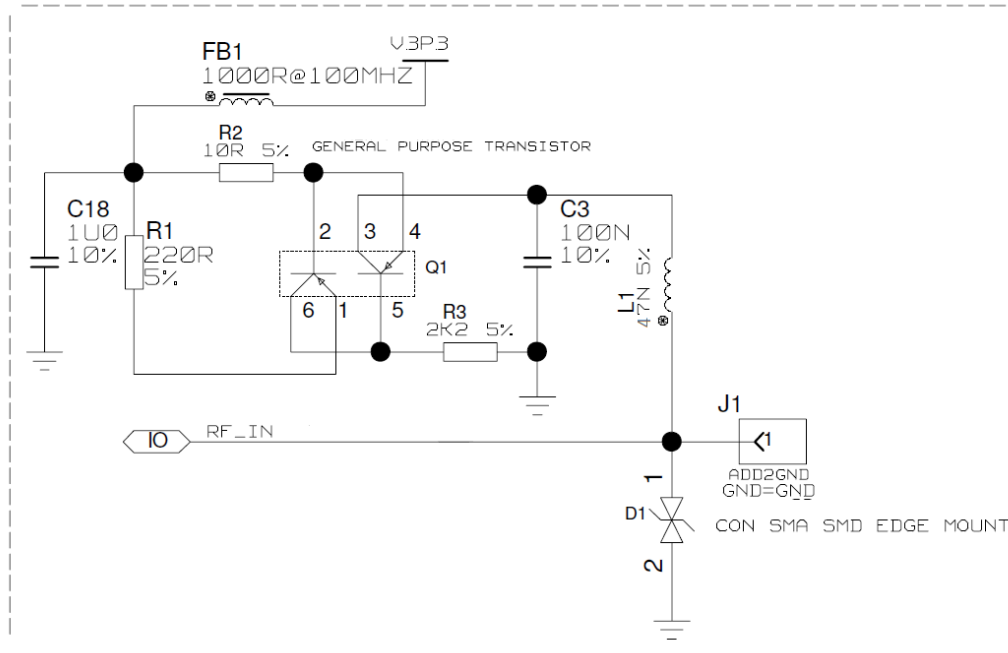 V3P3
FB1
1000R@100MHZ
R2
10R 5%
GENERAL PURPOSE TRANSISTOR
C18
1U0
10%
R1
220R
5%
2
3
4
Q1
6
1
5
R3
2K2 5%
C3
100N
10%
L1
47N 5%
J1
1
ADD2GND
GND=GND
IO
RF_IN
1
D1
2
CON SMA SMD EDGE MOUNT